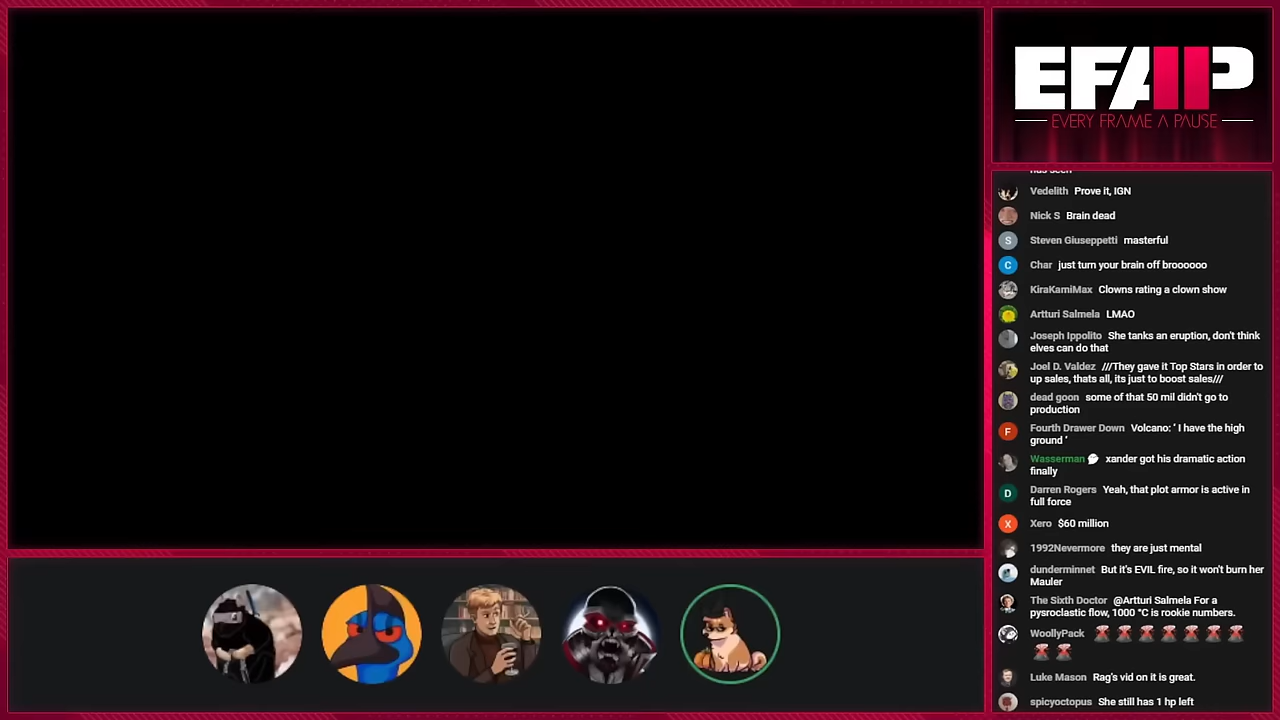 EFAP
EVERY FRAME A PAUSE
has seen
Vedelith Prove it, IGN
Nick S Brain dead
S
Steven Giuseppetti masterful
C
Char just turn your brain off broooooo
KiraKamiMax Clowns rating a clown show
Artturi Salmela LMAO
Joseph Ippolito She tanks an eruption, don't think
elves can do that
Joel D. Valdez ///They gave it Top Stars in order to
up sales, thats all, its just to boost sales///
dead goon some of that 50 mil didn't go to
production
F
Fourth Drawer Down Volcano: ‘ I have the high
ground ’
Wasserman xander got his dramatic action
finally
D
Darren Rogers Yeah, that plot armor is active in
full force
X
Xero $60 million
1992Nevermore they are just mental
dunderminnet But it's EVIL fire, so it won't burn her
Mauler
The Sixth Doctor @Artturi Salmela For a
pysroclastic flow, 1000 °C is rookie numbers.
WoollyPack
Luke Mason Rag's vid on it is great.
spicyoctopus She still has 1 hp left